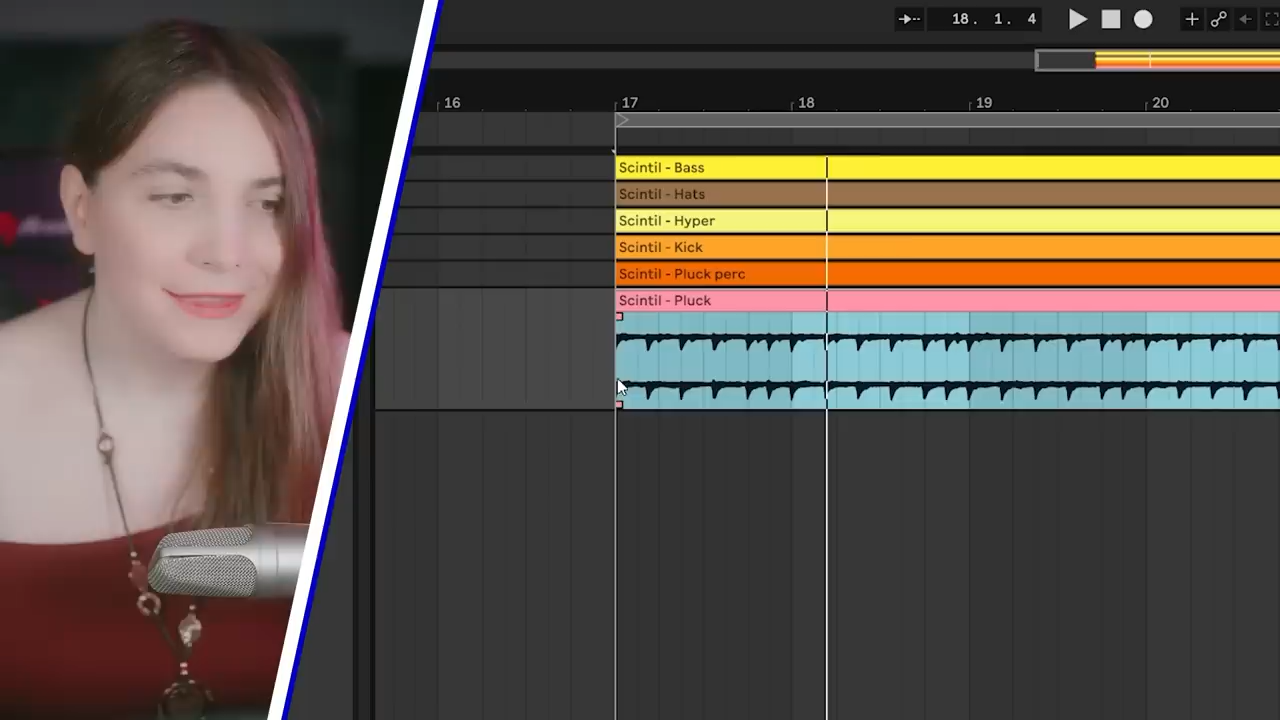 18. 1. 4
16 17 18 19 20
Scintil - Bass
Scintil - Hats
Scintil - Hyper
Scintil - Kick
Scintil - Pluck perc
Scintil - Pluck